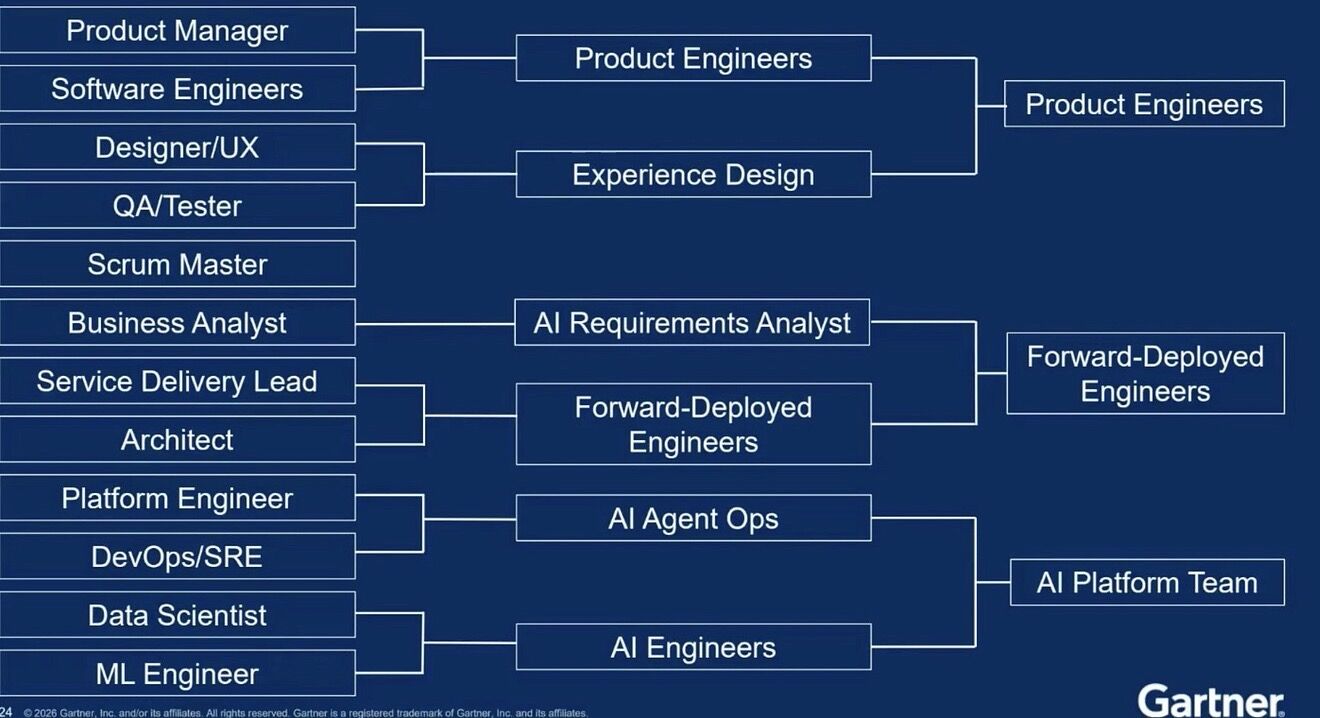 Product Manager
Software Engineers
Designer/UX
QA/Tester
Scrum Master
Business Analyst
Service Delivery Lead
Architect
Platform Engineer
DevOps/SRE
Data Scientist
ML Engineer
Product Engineers
Experience Design
AI Requirements Analyst
Forward-Deployed
Engineers
AI Agent Ops
AI Engineers
Product Engineers
Forward-Deployed
Engineers
AI Platform Team
24 © 2026 Gartner, Inc. and/or its affiliates. All rights reserved. Gartner is a registered trademark of Gartner, Inc. and its affiliates.
Gartner